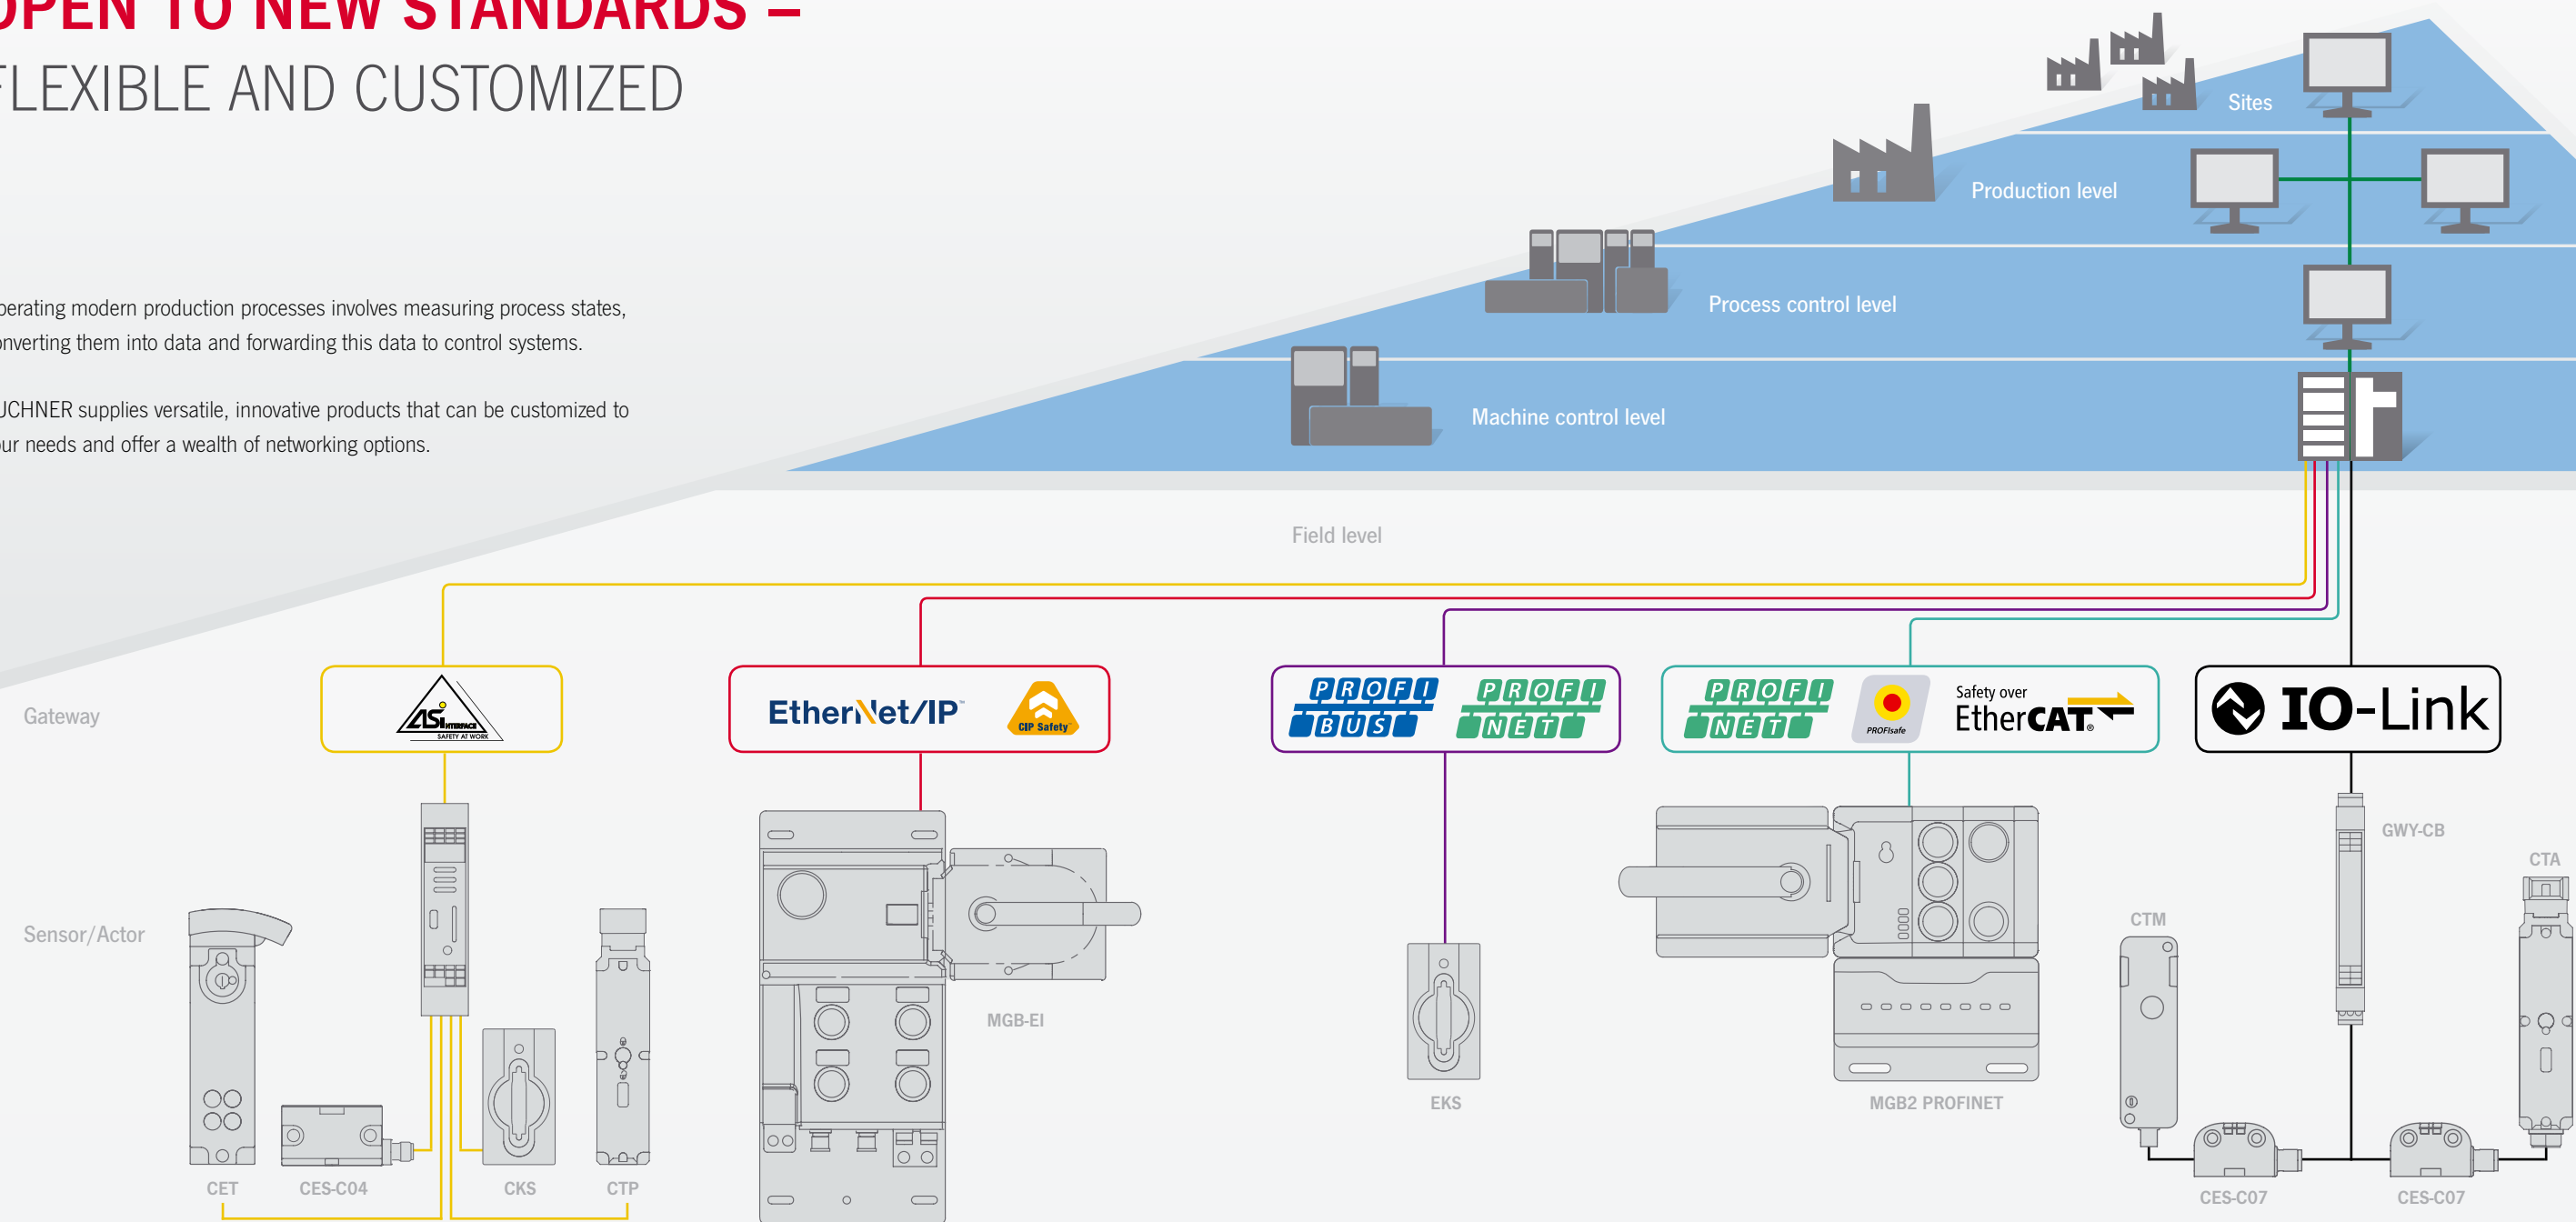 OPEN TO NEW STANDARDS –
FLEXIBLE AND CUSTOMIZED
perating modern production processes involves measuring process states,
onverting them into data and forwarding this data to control systems.
UCHNER supplies versatile, innovative products that can be customized to
our needs and offer a wealth of networking options.
Sites
Production level
Process control level
Machine control level
Field level
Gateway
ASi INTERFACE
SAFETY AT WORK
EtherNet/IP™
CIP Safety™
PROFI
BUS
PROFI
NET
PROFI
NET
PROFIsafe
Safety over
EtherCAT®
IO-Link
GWY-CB
CTA
CTM
Sensor/Actor
MGB-EI
EKS
MGB2 PROFINET
CET
CES-C04
CKS
CTP
CES-C07
CES-C07